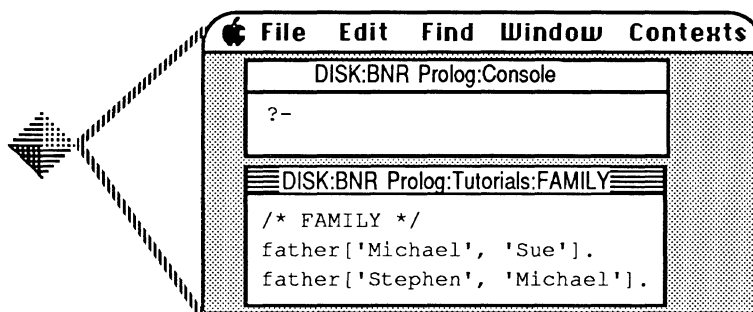 File Edit Find Window Contexts
DISK:BNR Prolog:Console
?-
DISK:BNR Prolog:Tutorials:FAMILY
/* FAMILY */
father['Michael', 'Sue'].
father['Stephen', 'Michael'].